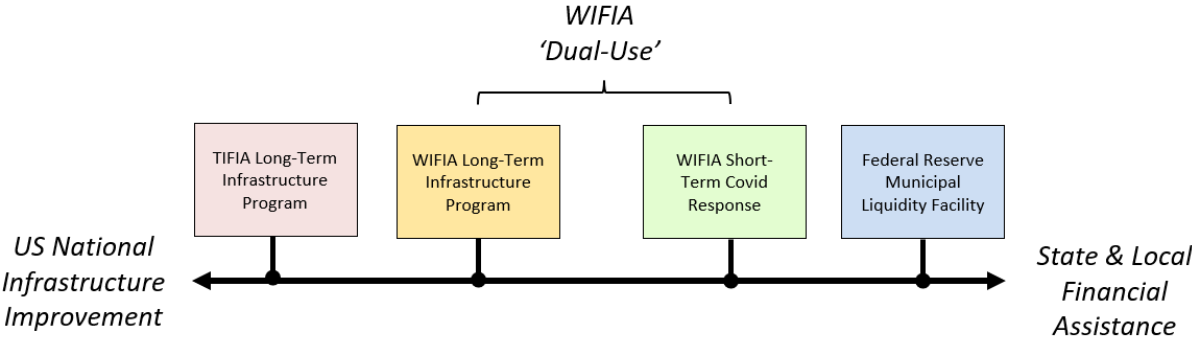 WIFIA
‘Dual-Use’
TIFIA Long-Term
Infrastructure
Program
WIFIA Long-Term
Infrastructure
Program
WIFIA Short-
Term Covid
Response
Federal Reserve
Municipal
Liquidity Facility
US National
Infrastructure
Improvement
State & Local
Financial
Assistance